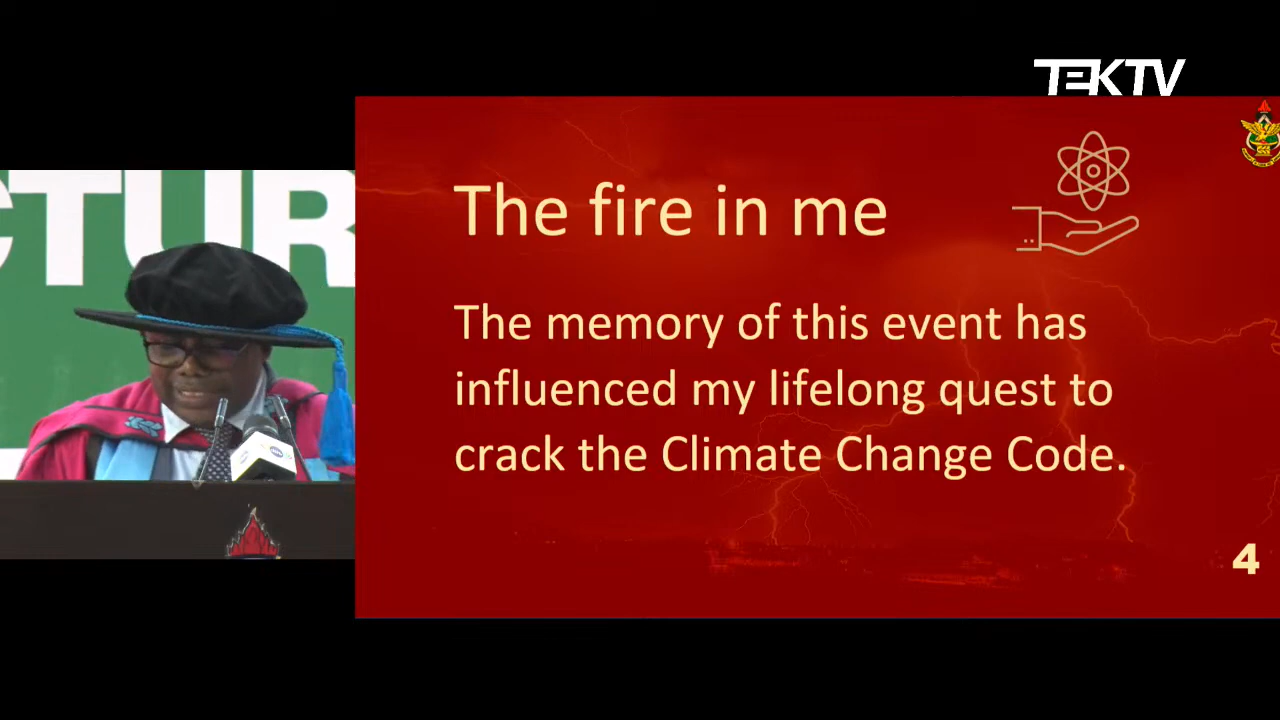 TEKTV
CTUR
The fire in me
The memory of this event has
influenced my lifelong quest to
crack the Climate Change Code.
4